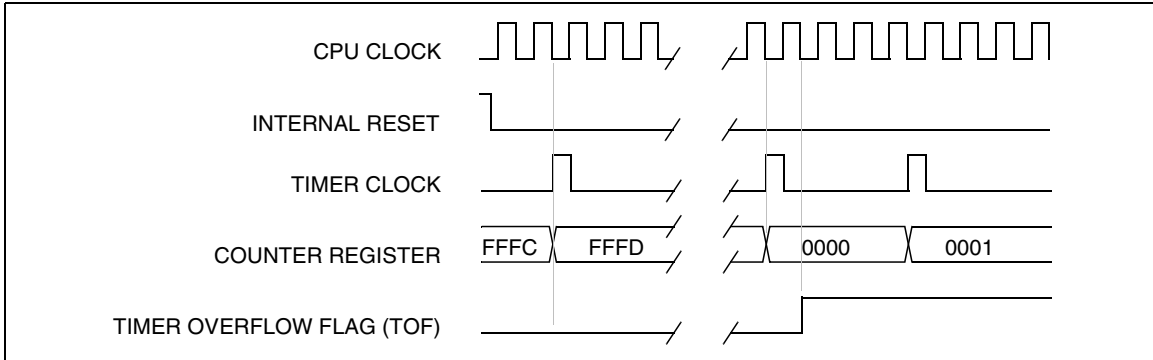 CPU CLOCK
INTERNAL RESET
TIMER CLOCK
COUNTER REGISTER FFFC FFFD 0000 0001
TIMER OVERFLOW FLAG (TOF)